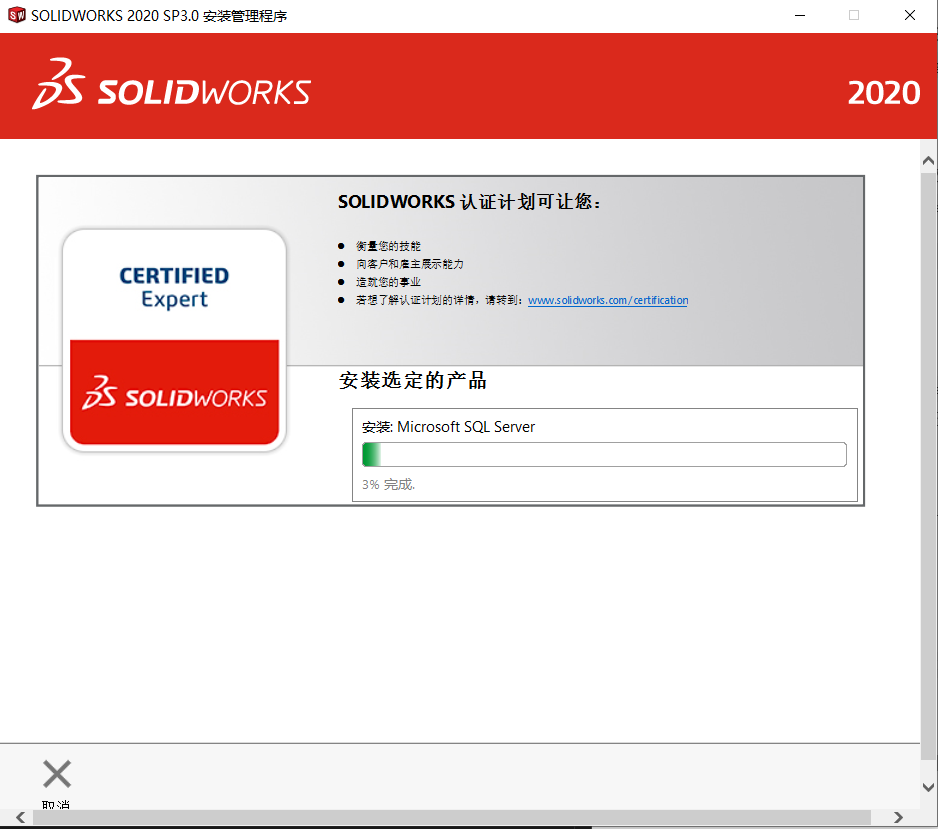 SOLIDWORKS 2020 SP3.0 安装管理程序
SOLIDWORKS
2020
SOLIDWORKS 认证计划可让您：
衡量您的技能
向客户和雇主展示能力
造就您的事业
若想了解认证计划的详情，请转到：www.solidworks.com/certification
CERTIFIED
Expert
SOLIDWORKS
安装选定的产品
安装: Microsoft SQL Server
3% 完成.
取消